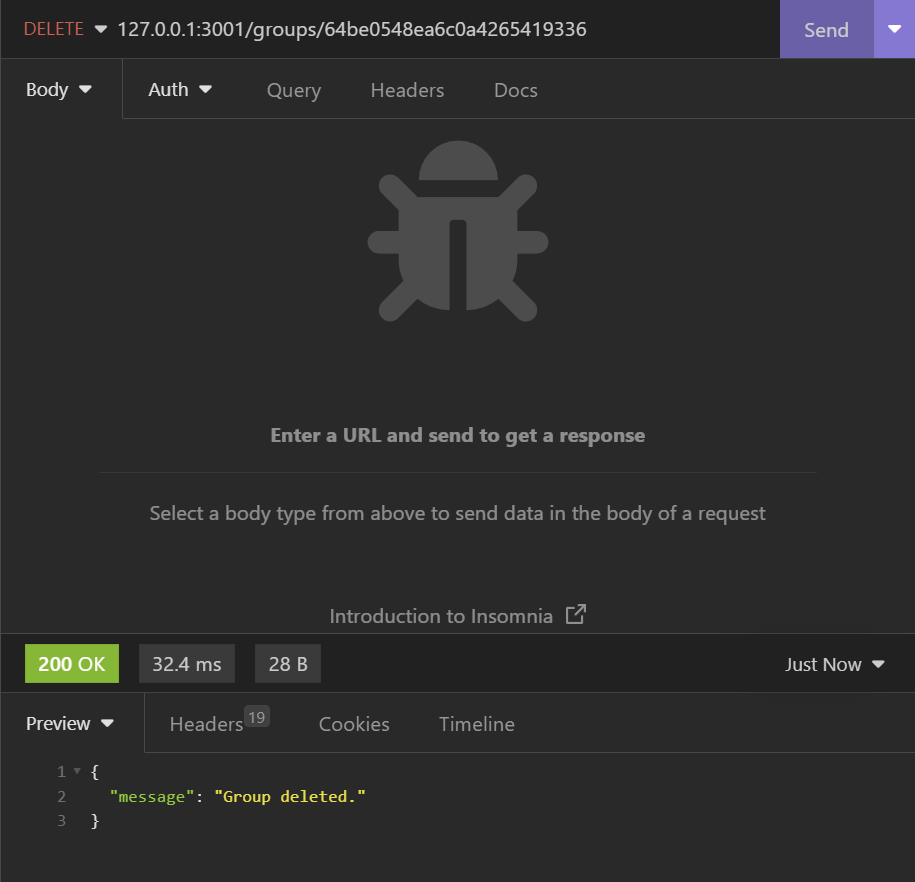 DELETE 127.0.0.1:3001/groups/64be0548ea6c0a4265419336 Send
Body Auth Query Headers Docs
Enter a URL and send to get a response
Select a body type from above to send data in the body of a request
Introduction to Insomnia
200 OK 32.4 ms 28 B Just Now
Preview Headers 19 Cookies Timeline
1 {
2 "message": "Group deleted."
3 }